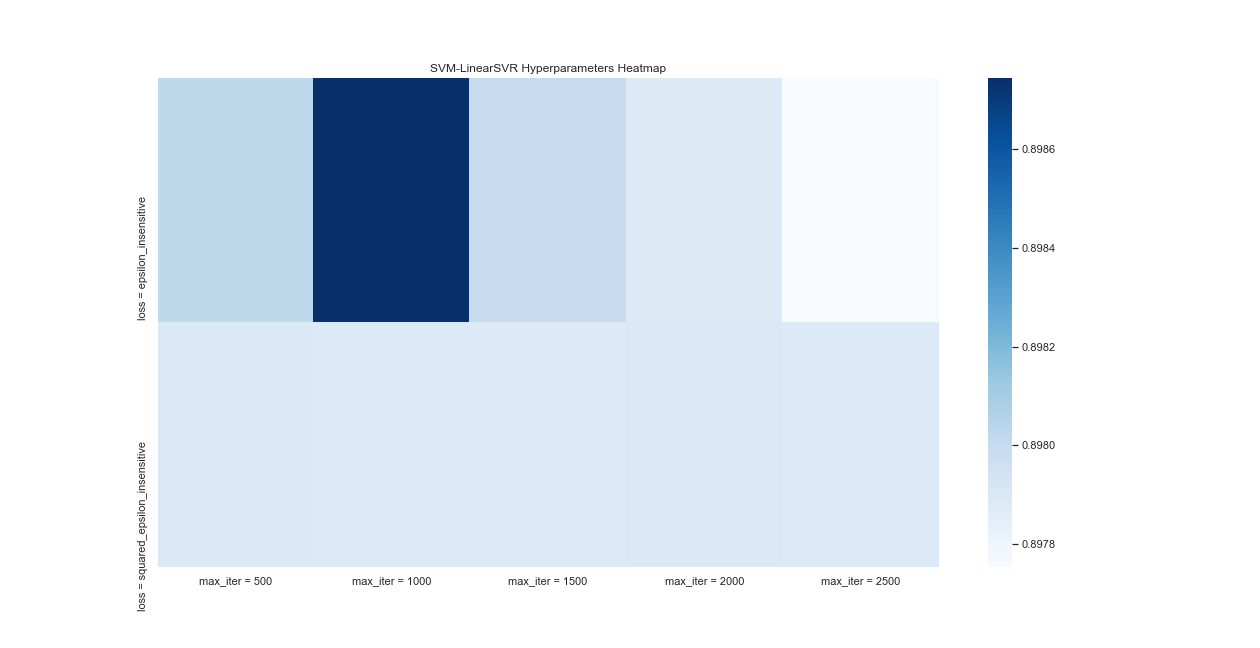 SVM-LinearSVR Hyperparameters Heatmap
loss = epsilon_insensitive
loss = squared_epsilon_insensitive
max_iter = 500
max_iter = 1000
max_iter = 1500
max_iter = 2000
max_iter = 2500
0.8986
0.8984
0.8982
0.8980
0.8978